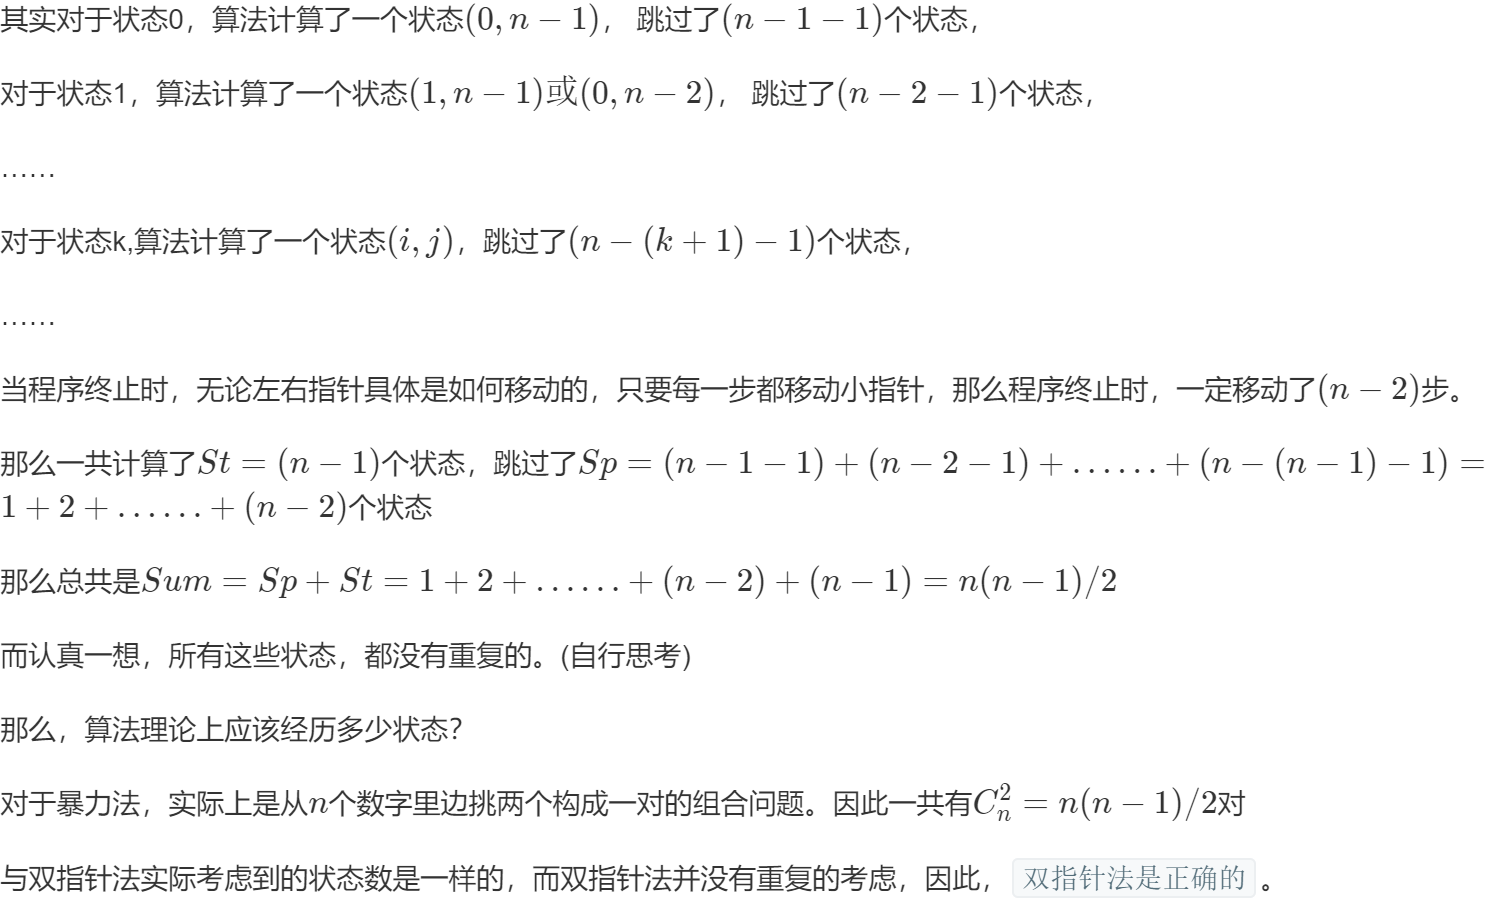 其实对于状态0，算法计算了一个状态(0, n − 1)， 跳过了(n − 1 − 1)个状态，
对于状态1，算法计算了一个状态(1, n − 1)或(0, n − 2)， 跳过了(n − 2 − 1)个状态，
……
对于状态k,算法计算了一个状态(i, j)，跳过了(n − (k + 1) − 1)个状态，
……
当程序终止时，无论左右指针具体是如何移动的，只要每一步都移动小指针，那么程序终止时，一定移动了(n − 2)步。
那么一共计算了St = (n − 1)个状态，跳过了Sp = (n − 1 − 1) + (n − 2 − 1) + ...... + (n − (n − 1) − 1) =
1 + 2 + ...... + (n − 2)个状态
那么总共是Sum = Sp + St = 1 + 2 + ...... + (n − 2) + (n − 1) = n(n − 1)/2
而认真一想，所有这些状态，都没有重复的。(自行思考)
那么，算法理论上应该经历多少状态？
对于暴力法，实际上是从n个数字里边挑两个构成一对的组合问题。因此一共有C_n^2 = n(n − 1)/2对
与双指针法实际考虑到的状态数是一样的，而双指针法并没有重复的考虑，因此， 双指针法是正确的 。